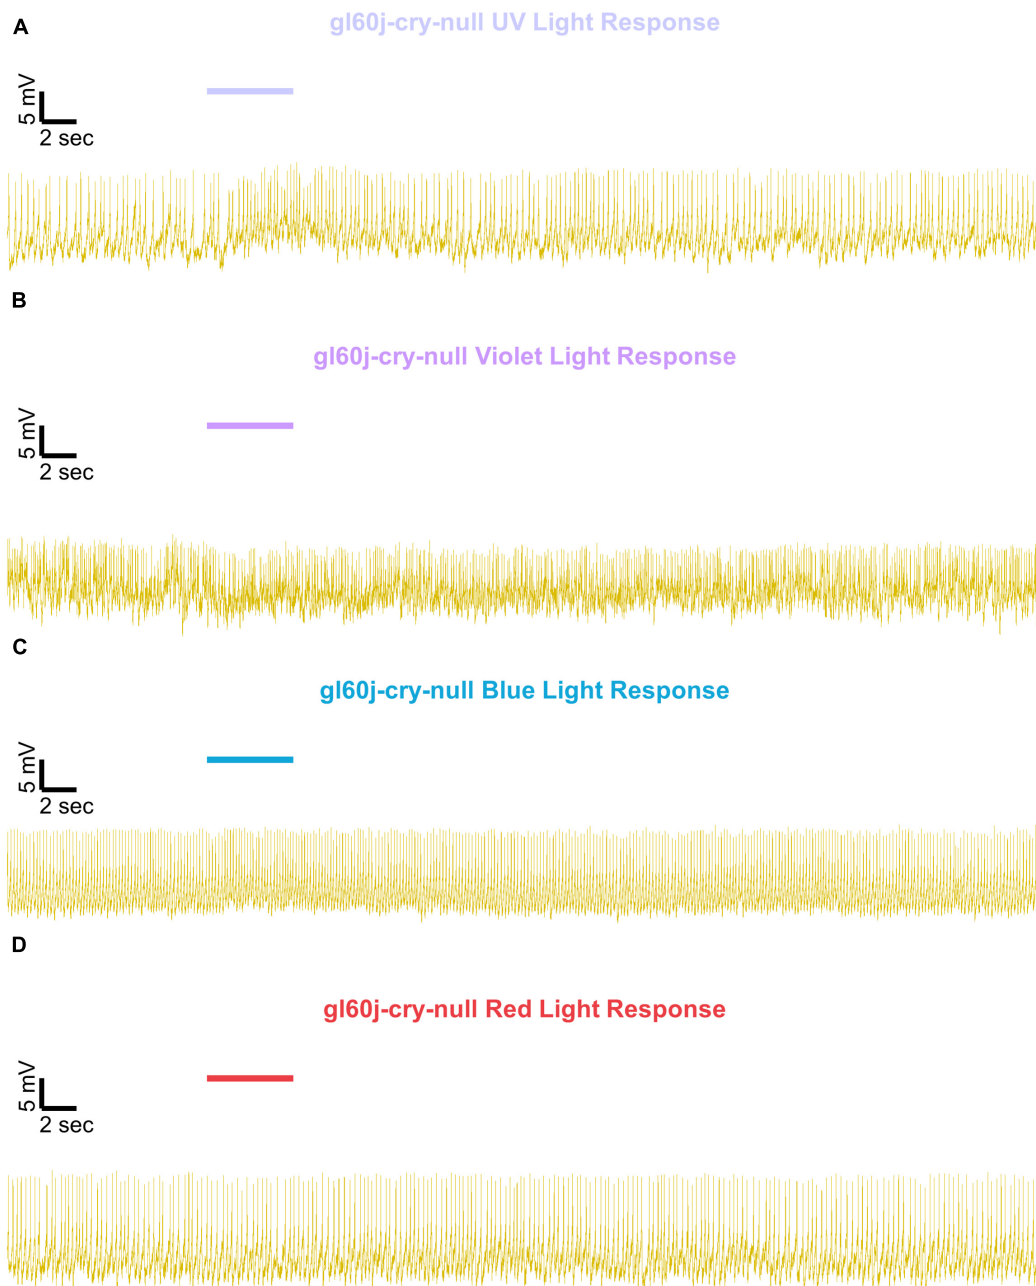 A
gl60j-cry-null UV Light Response
5 mV
2 sec
B
gl60j-cry-null Violet Light Response
5 mV
2 sec
C
gl60j-cry-null Blue Light Response
5 mV
2 sec
D
gl60j-cry-null Red Light Response
5 mV
2 sec